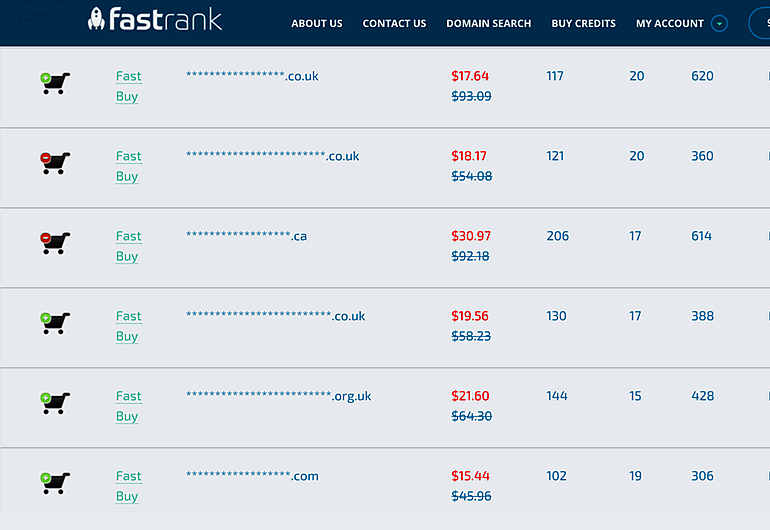 CART
fastrank
ABOUT US CONTACT US DOMAIN SEARCH BUY CREDITS MY ACCOUNT
Fast ******************.co.uk $17.64 117 20 620
Buy $93.09
Fast *************************.co.uk $18.17 121 20 360
Buy $54.08
Fast *******************.ca $30.97 206 17 614
Buy $92.18
Fast **************************.co.uk $19.56 130 17 388
Buy $58.23
Fast **************************.org.uk $21.60 144 15 428
Buy $64.30
Fast *******************.com $15.44 102 19 306
Buy $45.96